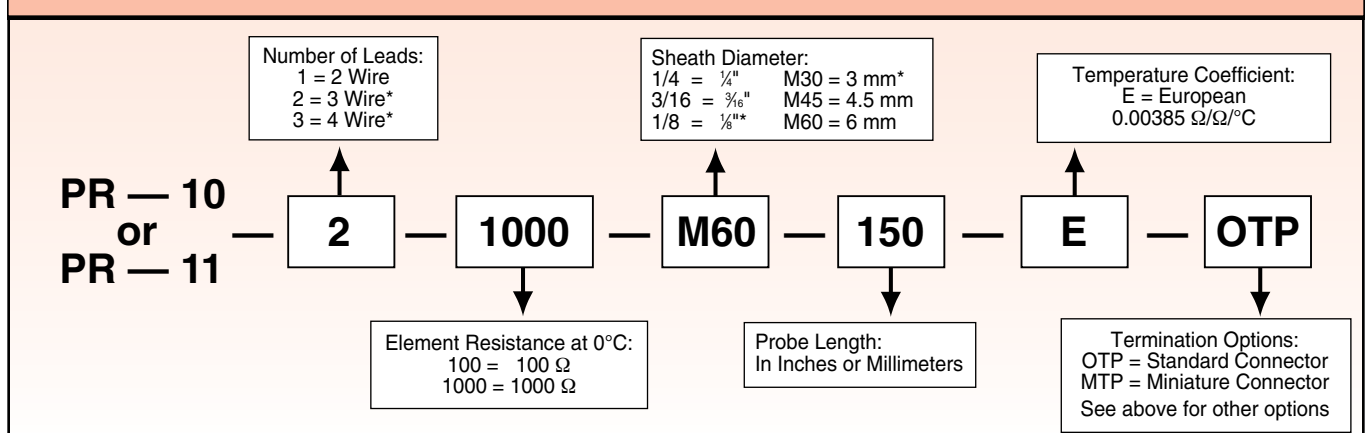 Number of Leads:
1 = 2 Wire
2 = 3 Wire*
3 = 4 Wire*
Sheath Diameter:
1/4 = ¼" M30 = 3 mm*
3/16 = 3⁄16" M45 = 4.5 mm
1/8 = ⅛"* M60 = 6 mm
Temperature Coefficient:
E = European
0.00385 Ω/Ω/°C
PR — 10
or
PR — 11
— 2 — 1000 — M60 — 150 — E — OTP
Element Resistance at 0°C:
100 = 100 Ω
1000 = 1000 Ω
Probe Length:
In Inches or Millimeters
Termination Options:
OTP = Standard Connector
MTP = Miniature Connector
See above for other options